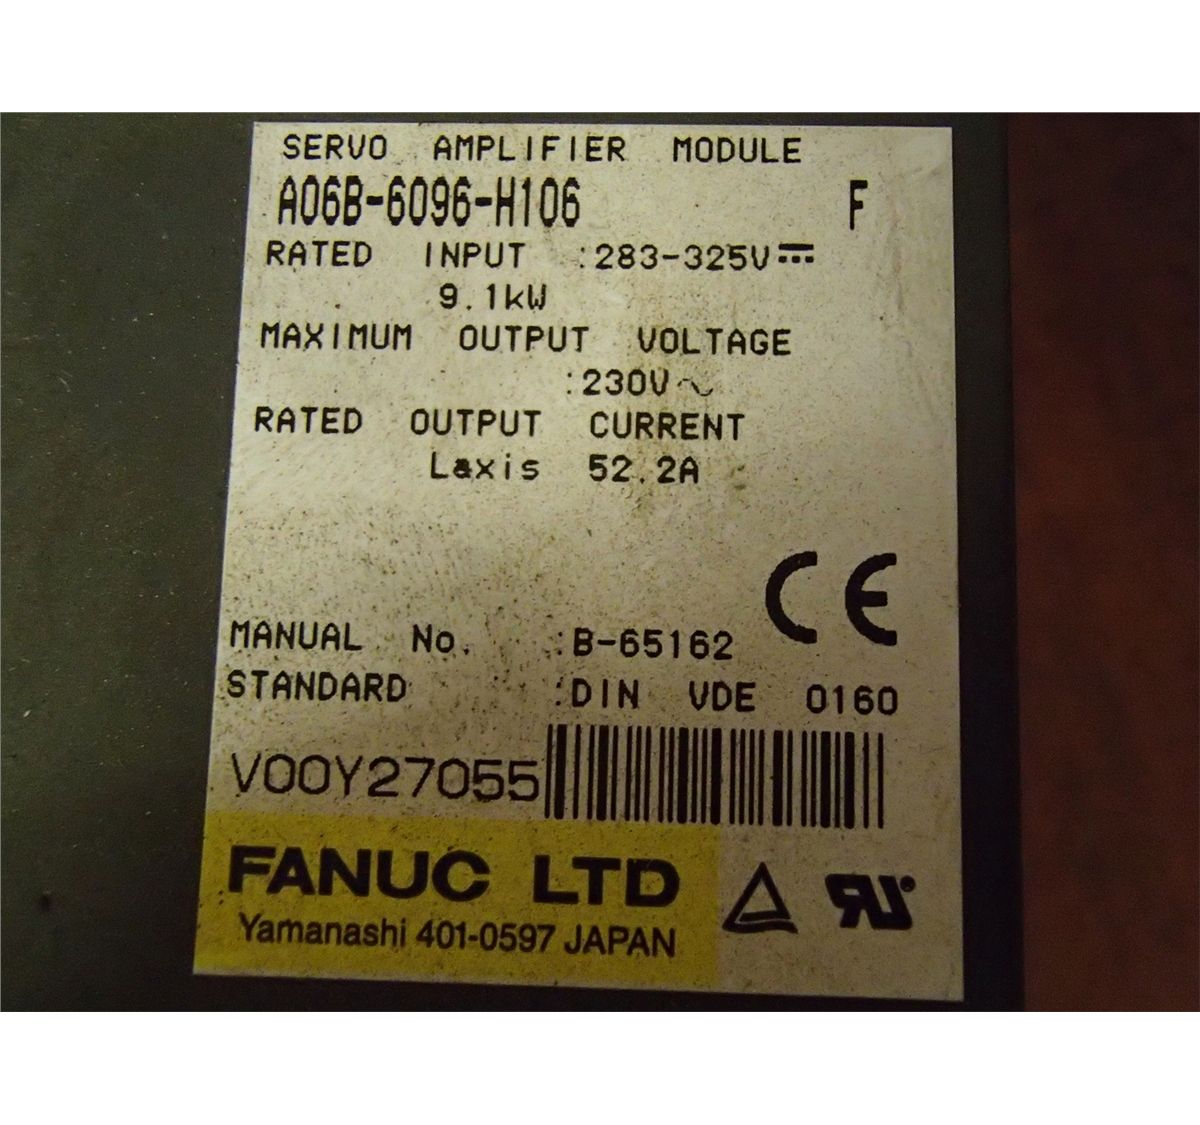 SERVO AMPLIFIER MODULE
A06B-6096-H106 F
RATED INPUT :283-325V⎓
9.1kW
MAXIMUM OUTPUT VOLTAGE
:230V~
RATED OUTPUT CURRENT
Laxis 52.2A
CE
MANUAL No. :B-65162
STANDARD :DIN VDE 0160
V00Y27055
FANUC LTD
Yamanashi 401-0597 JAPAN